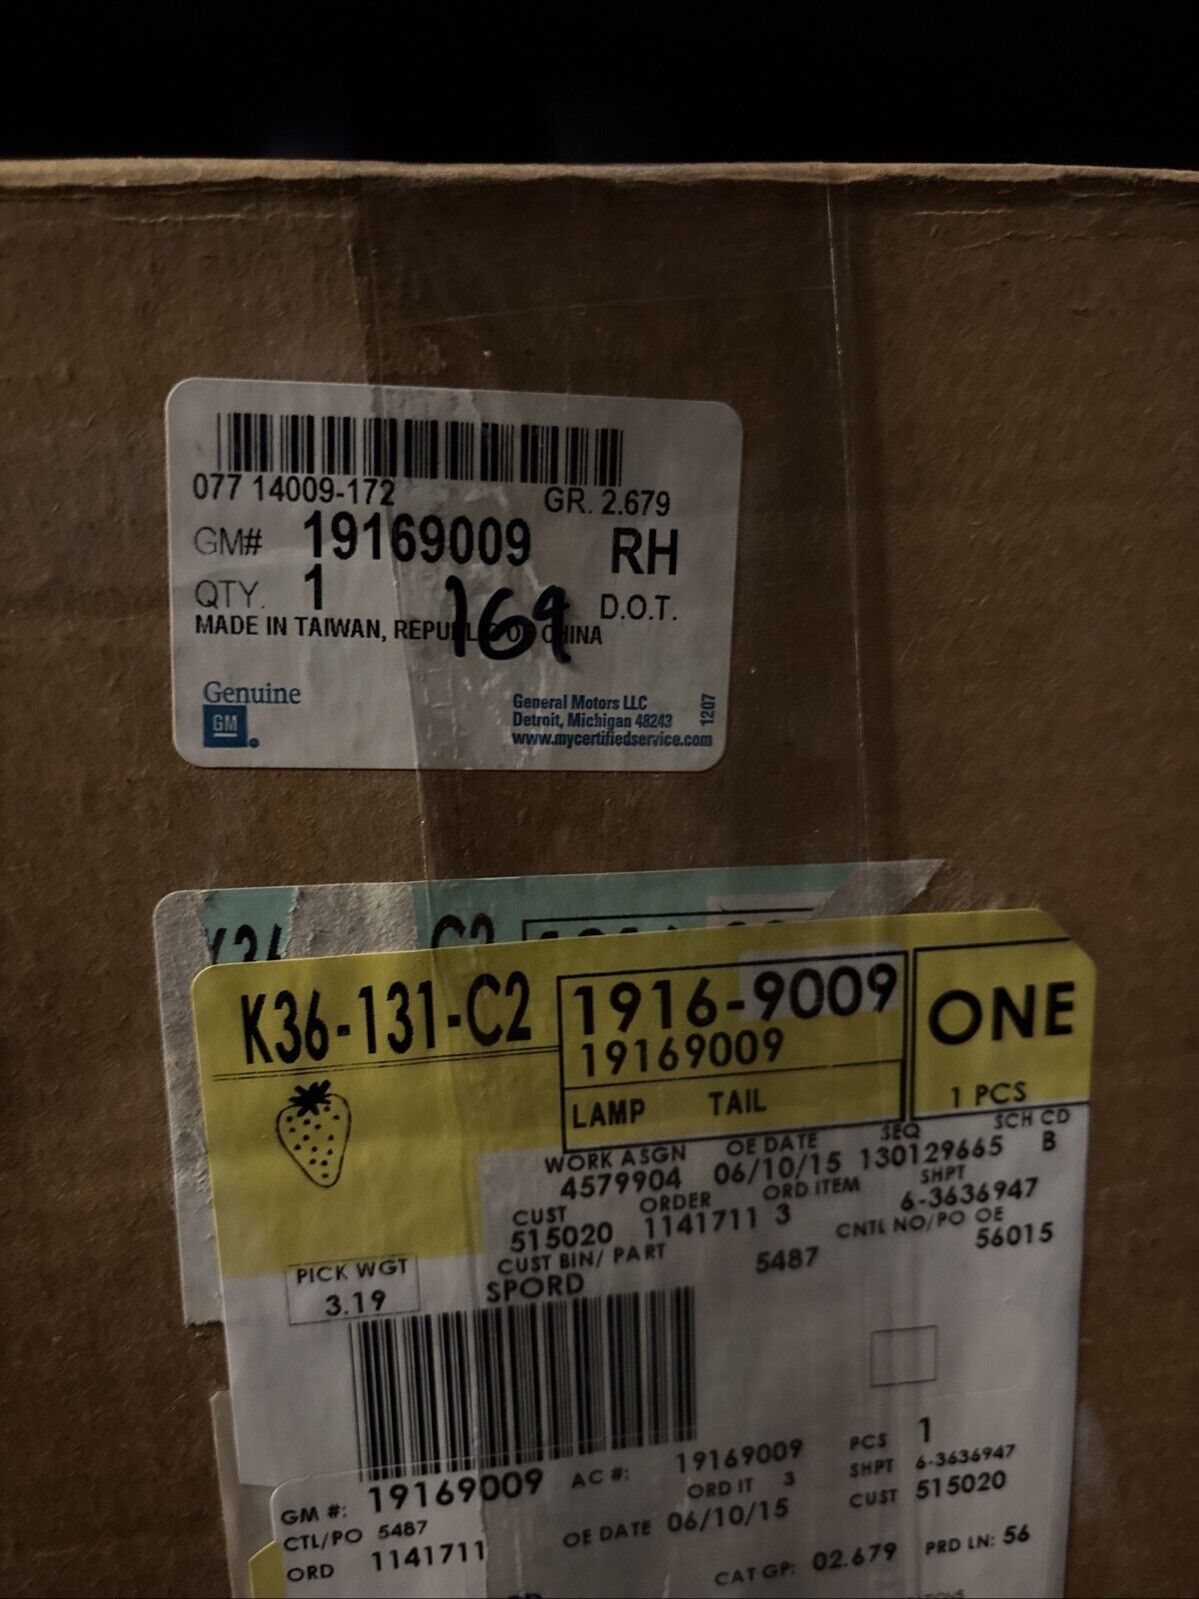 077 14009-172 GR. 2.679
GM# 19169009 RH
QTY. 1 D.O.T.
169
MADE IN TAIWAN, REPUBLIC OF CHINA
Genuine
GM
General Motors LLC
Detroit, Michigan 48243
www.mycertifiedservice.com
1207
C2
K36-131-C2
1916-9009
19169009
LAMP TAIL
ONE
1 PCS
WORK ASGN OE DATE SEQ SCH CD
4579904 06/10/15 130129665 B
CUST ORDER ORD ITEM SHPT
515020 1141711 3 6-3636947
CUST BIN/ PART CNTL NO/PO OE
SPORD 5487 56015
PICK WGT
3.19
GM #: 19169009 AC #: 19169009 PCS 1
CTL/PO 5487 ORD IT 3 SHPT 6-3636947
ORD 1141711 OE DATE 06/10/15 CUST 515020
CAT GP: 02.679 PRD LN: 56